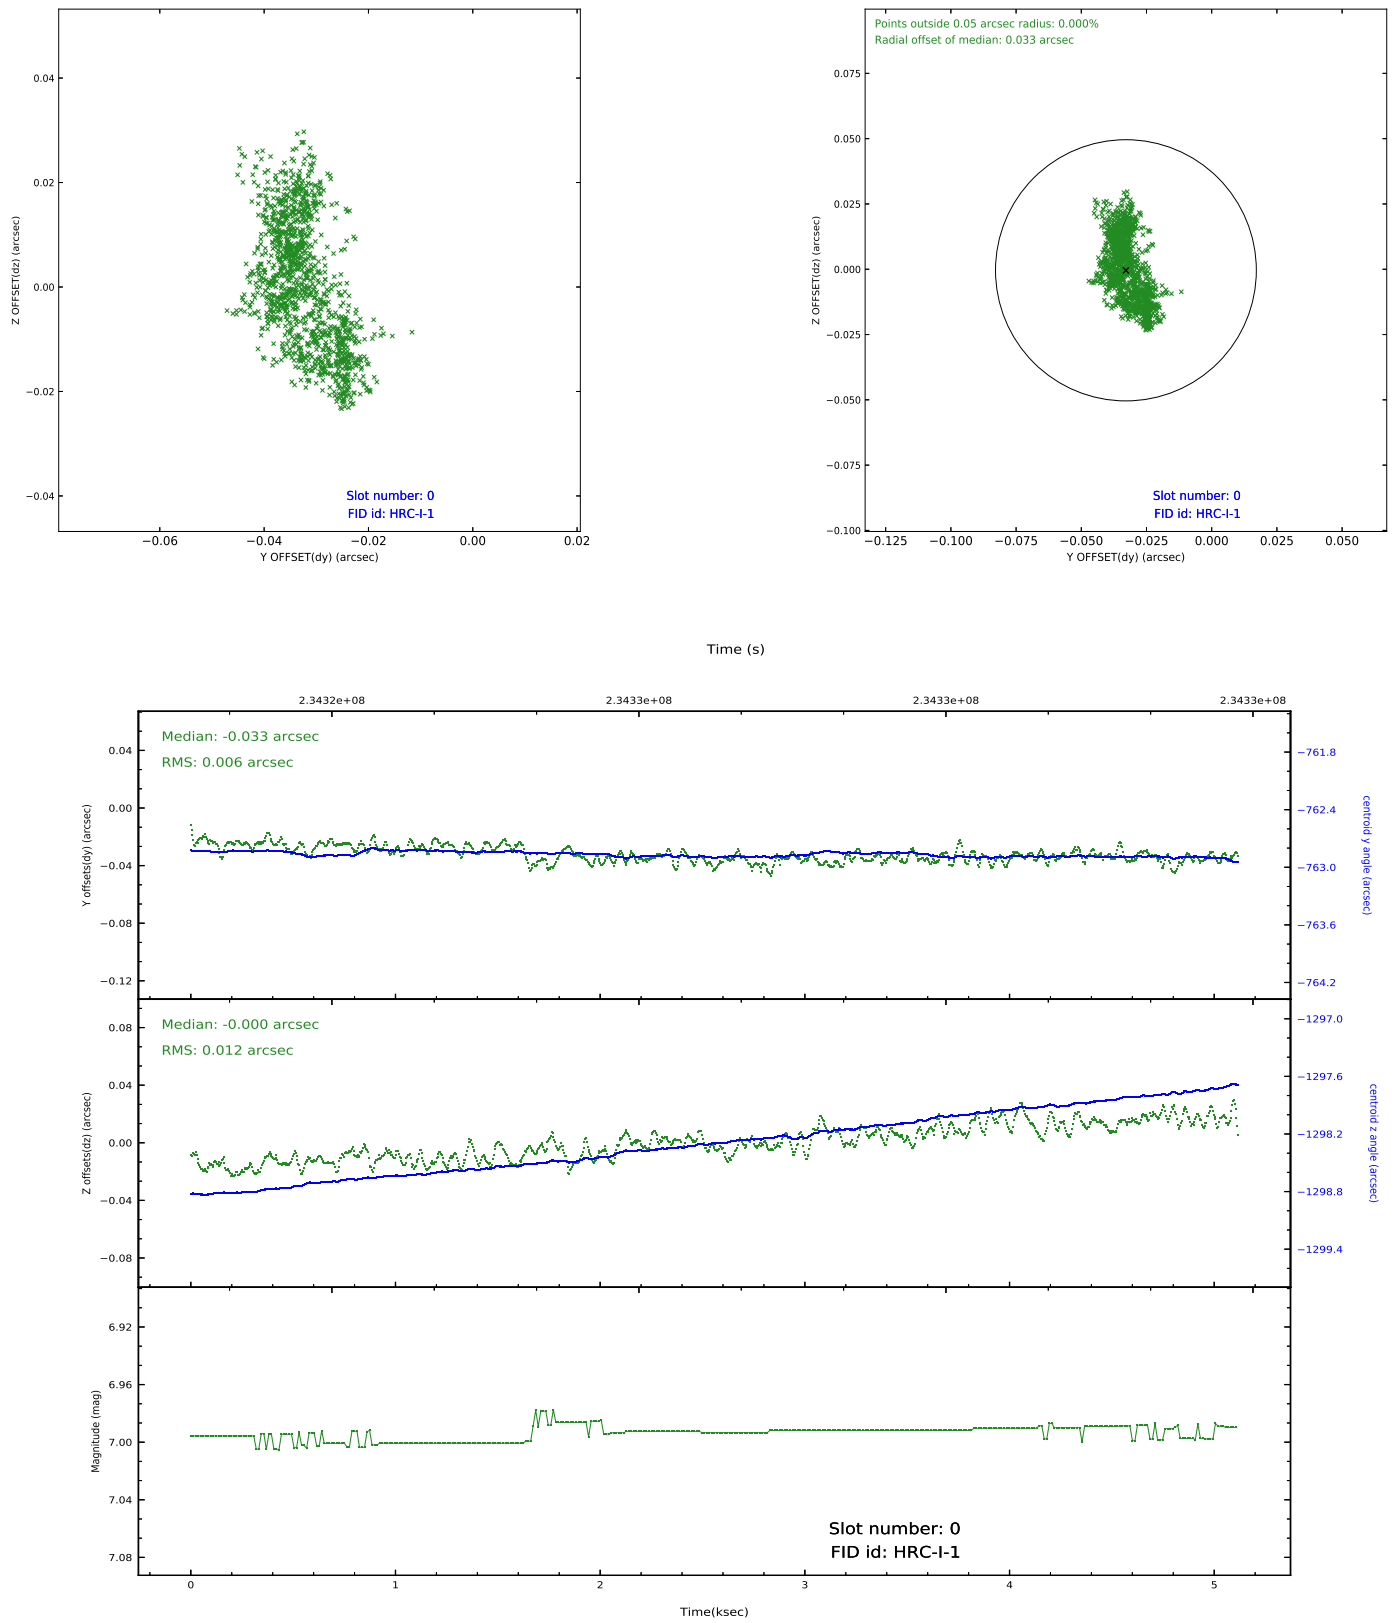 0.04
0.02
0.00
−0.02
−0.04
Z OFFSET(dz) (arcsec)
Slot number: 0
FID id: HRC-I-1
−0.06
−0.04
−0.02
0.00
0.02
Y OFFSET(dy) (arcsec)
Points outside 0.05 arcsec radius: 0.000%
Radial offset of median: 0.033 arcsec
0.075
0.050
0.025
0.000
−0.025
−0.050
−0.075
−0.100
Z OFFSET(dz) (arcsec)
Slot number: 0
FID id: HRC-I-1
−0.125
−0.100
−0.075
−0.050
−0.025
0.000
0.025
0.050
Y OFFSET(dy) (arcsec)
Time (s)
2.3432e+08
2.3433e+08
2.3433e+08
2.3433e+08
Median: -0.033 arcsec
RMS: 0.006 arcsec
0.04
0.00
−0.04
−0.08
−0.12
Y offsets(dy) (arcsec)
−761.8
−762.4
−763.0
−763.6
−764.2
centroid y angle (arcsec)
Median: -0.000 arcsec
RMS: 0.012 arcsec
0.08
0.04
0.00
−0.04
−0.08
Z offsets(dz) (arcsec)
−1297.0
−1297.6
−1298.2
−1298.8
−1299.4
centroid z angle (arcsec)
6.92
6.96
7.00
7.04
7.08
Magnitude (mag)
Slot number: 0
FID id: HRC-I-1
0
1
2
3
4
5
Time(ksec)